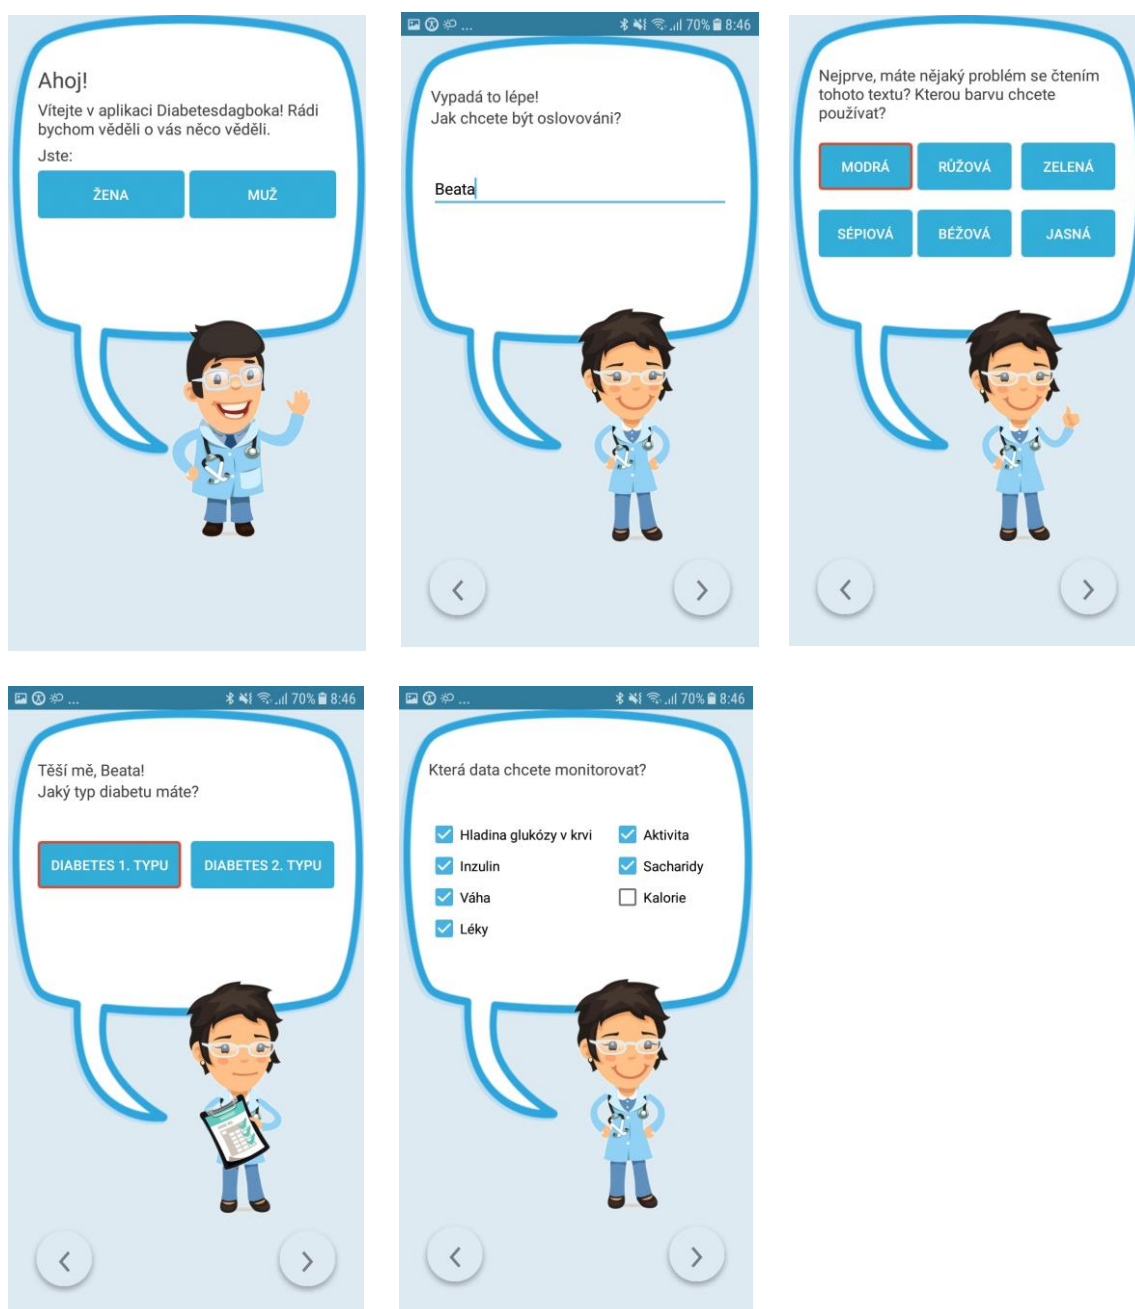 Ahoj!
Vítejte v aplikaci Diabetesdagboka! Rádi
bychom věděli o vás něco věděli.
Jste:
ŽENA MUŽ
... 70% 8:46
Vypadá to lépe!
Jak chcete být oslovováni?
Beata
Nejprve, máte nějaký problém se čtením
tohoto textu? Kterou barvu chcete
používat?
MODRÁ RŮŽOVÁ ZELENÁ
SÉPIOVÁ BÉŽOVÁ JASNÁ
... 70% 8:46
Těší mě, Beata!
Jaký typ diabetu máte?
DIABETES 1. TYPU DIABETES 2. TYPU
... 70% 8:46
Která data chcete monitorovat?
Hladina glukózy v krvi Aktivita
Inzulin Sacharidy
Váha Kalorie
Léky